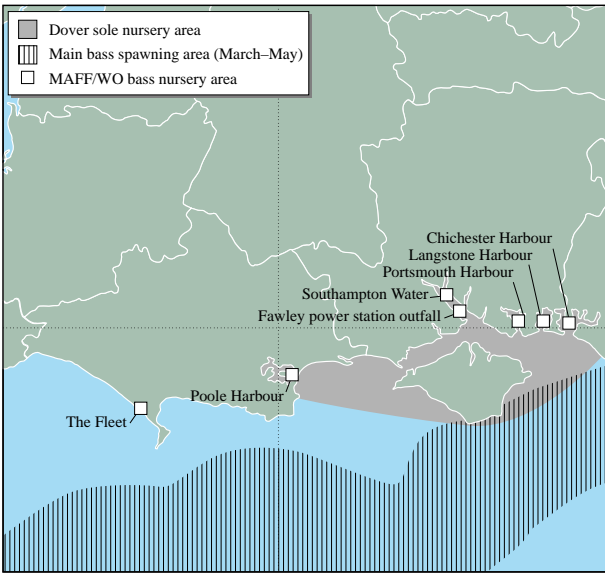 Dover sole nursery area
Main bass spawning area (March–May)
MAFF/WO bass nursery area
Chichester Harbour
Langstone Harbour
Portsmouth Harbour
Southampton Water
Fawley power station outfall
Poole Harbour
The Fleet